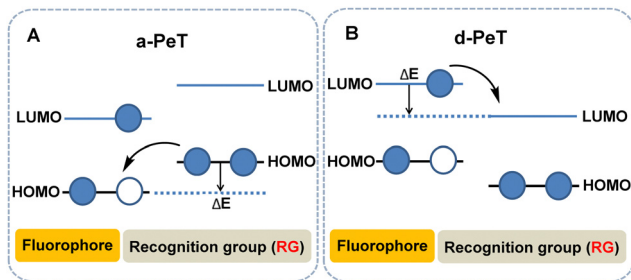 A
a-PeT
LUMO
LUMO
HOMO
HOMO
ΔE
Fluorophore
Recognition group (RG)
B
d-PeT
LUMO
ΔE
LUMO
HOMO
HOMO
Fluorophore
Recognition group (RG)